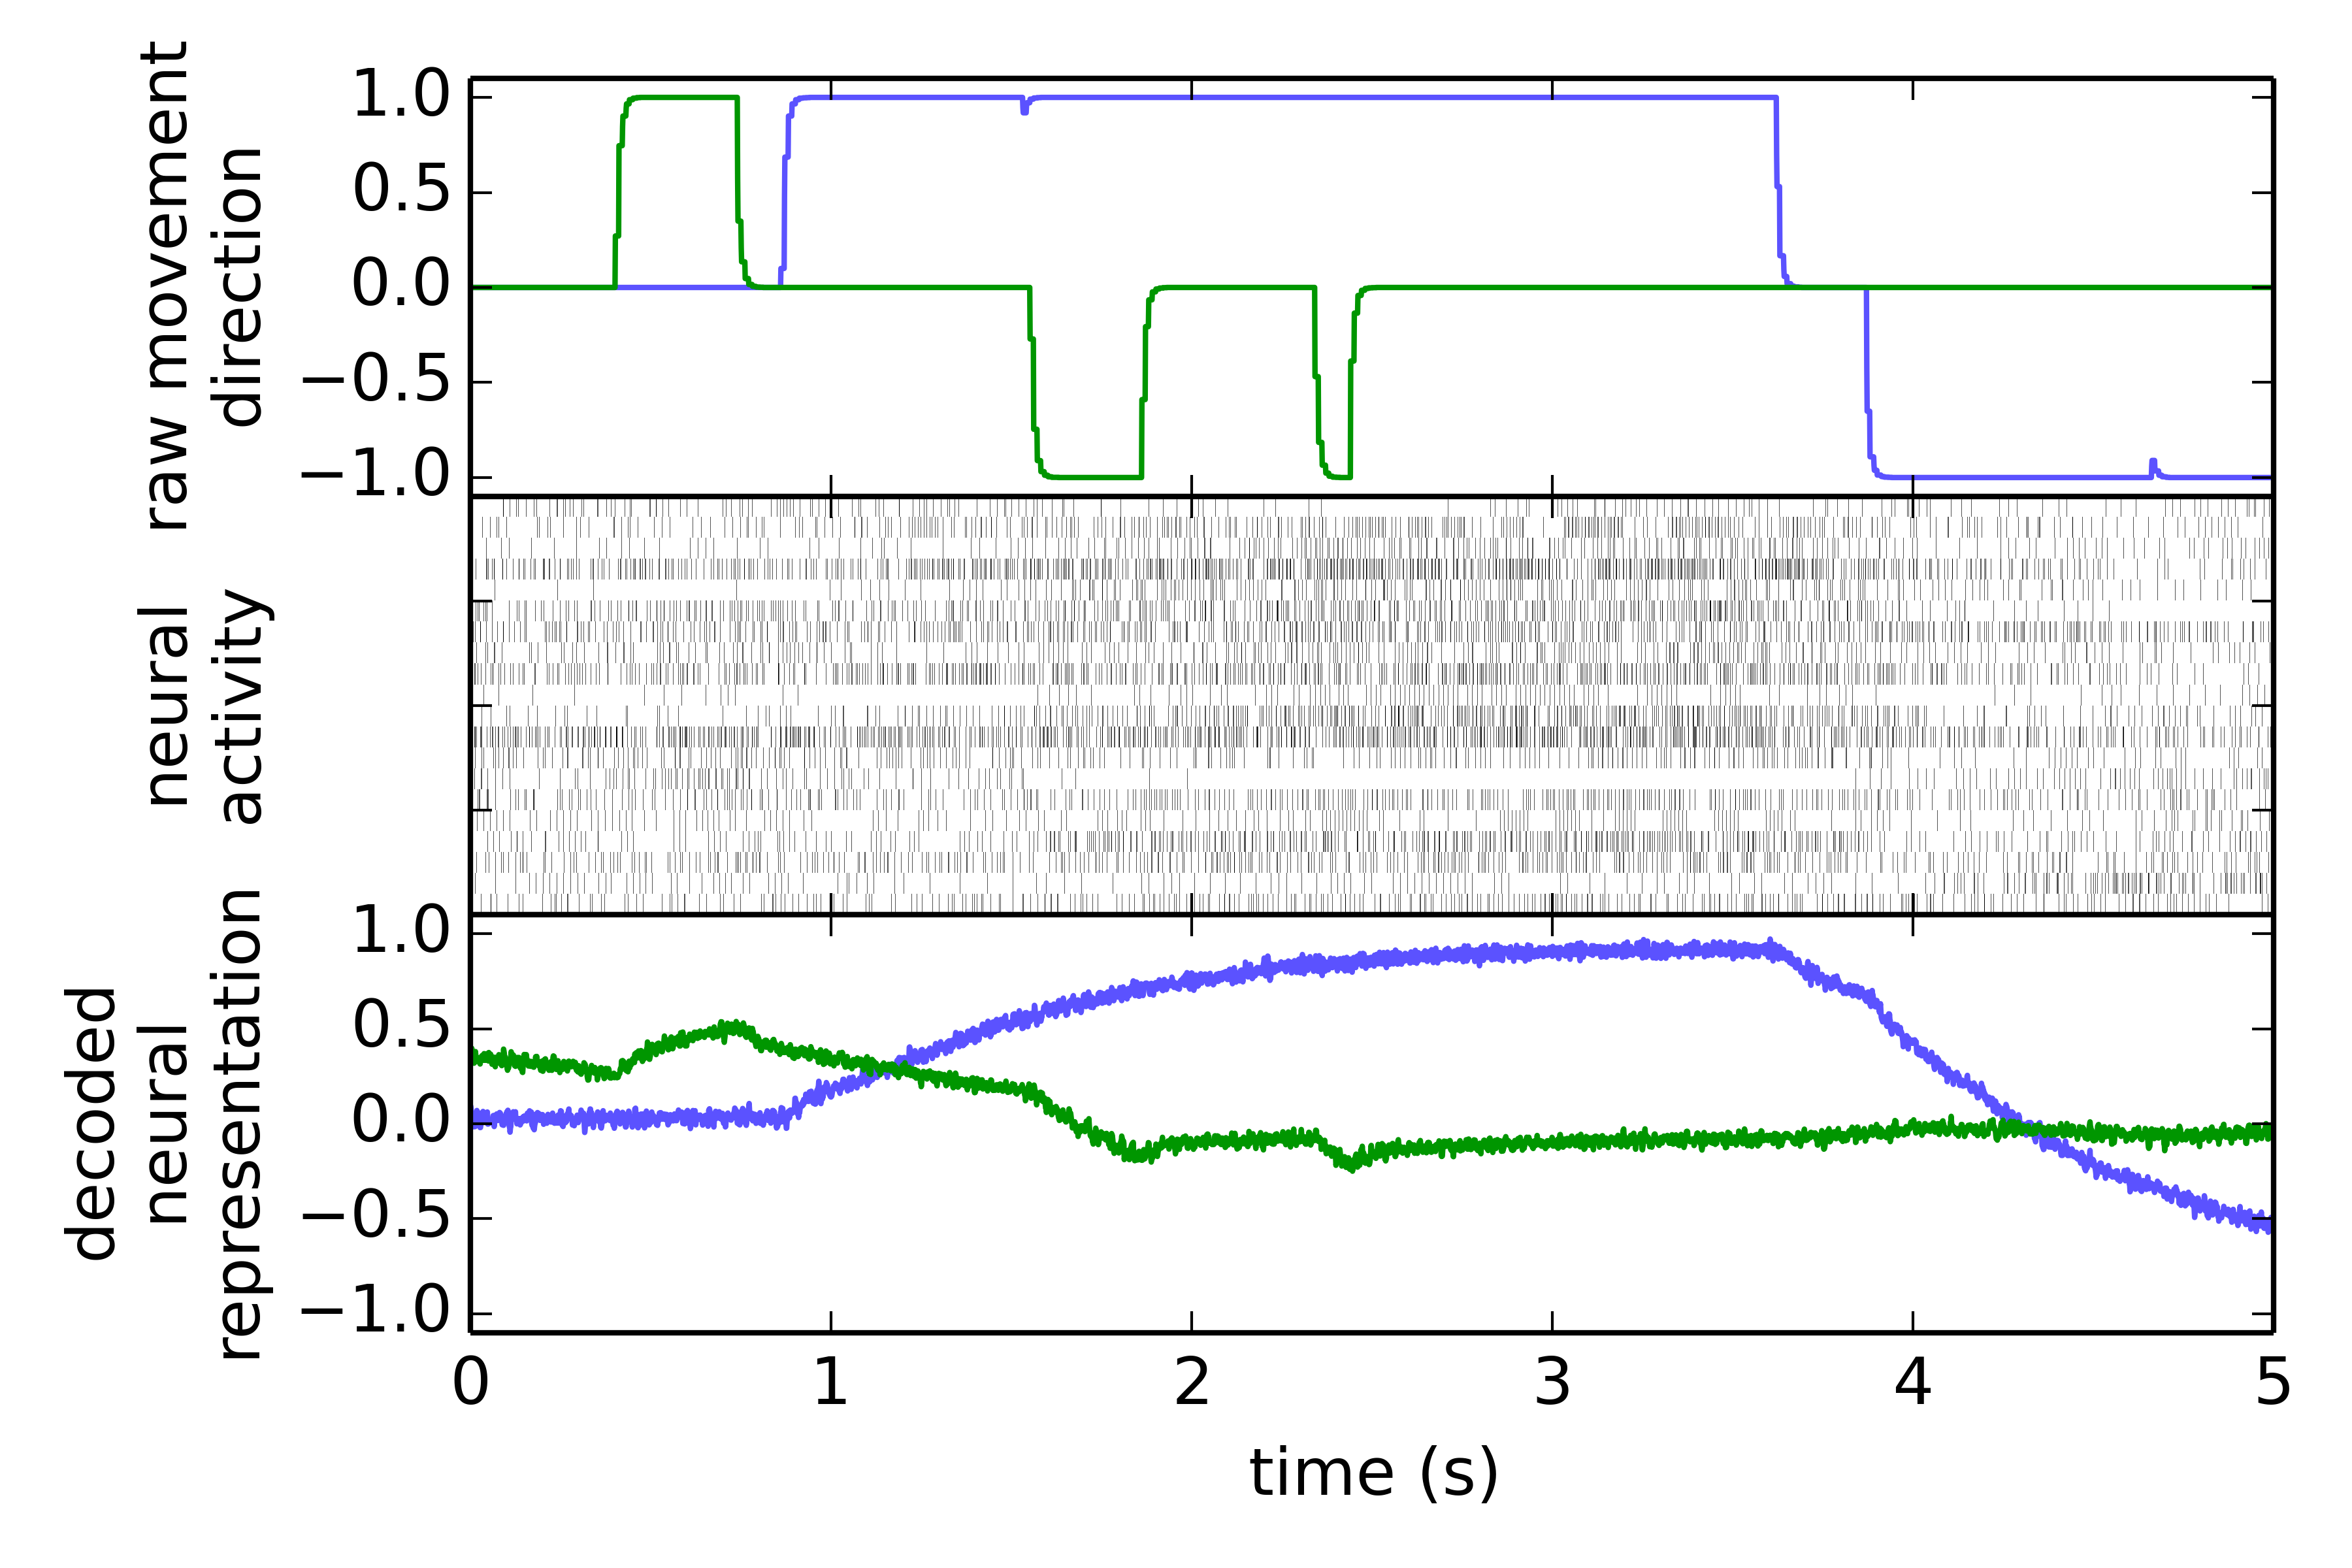 raw movement
direction
1.0
0.5
0.0
−0.5
−1.0
neural
activity
decoded
neural
representation
1.0
0.5
0.0
−0.5
−1.0
0 1 2 3 4 5
time (s)